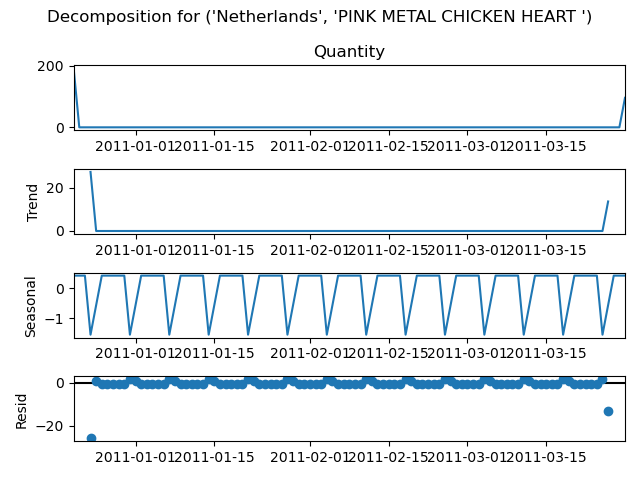 Decomposition for ('Netherlands', 'PINK METAL CHICKEN HEART ')
Quantity
200
0
2011-01-01 2011-01-15 2011-02-01 2011-02-15 2011-03-01 2011-03-15
Trend
20
0
2011-01-01 2011-01-15 2011-02-01 2011-02-15 2011-03-01 2011-03-15
Seasonal
0
−1
2011-01-01 2011-01-15 2011-02-01 2011-02-15 2011-03-01 2011-03-15
Resid
0
−20
2011-01-01 2011-01-15 2011-02-01 2011-02-15 2011-03-01 2011-03-15